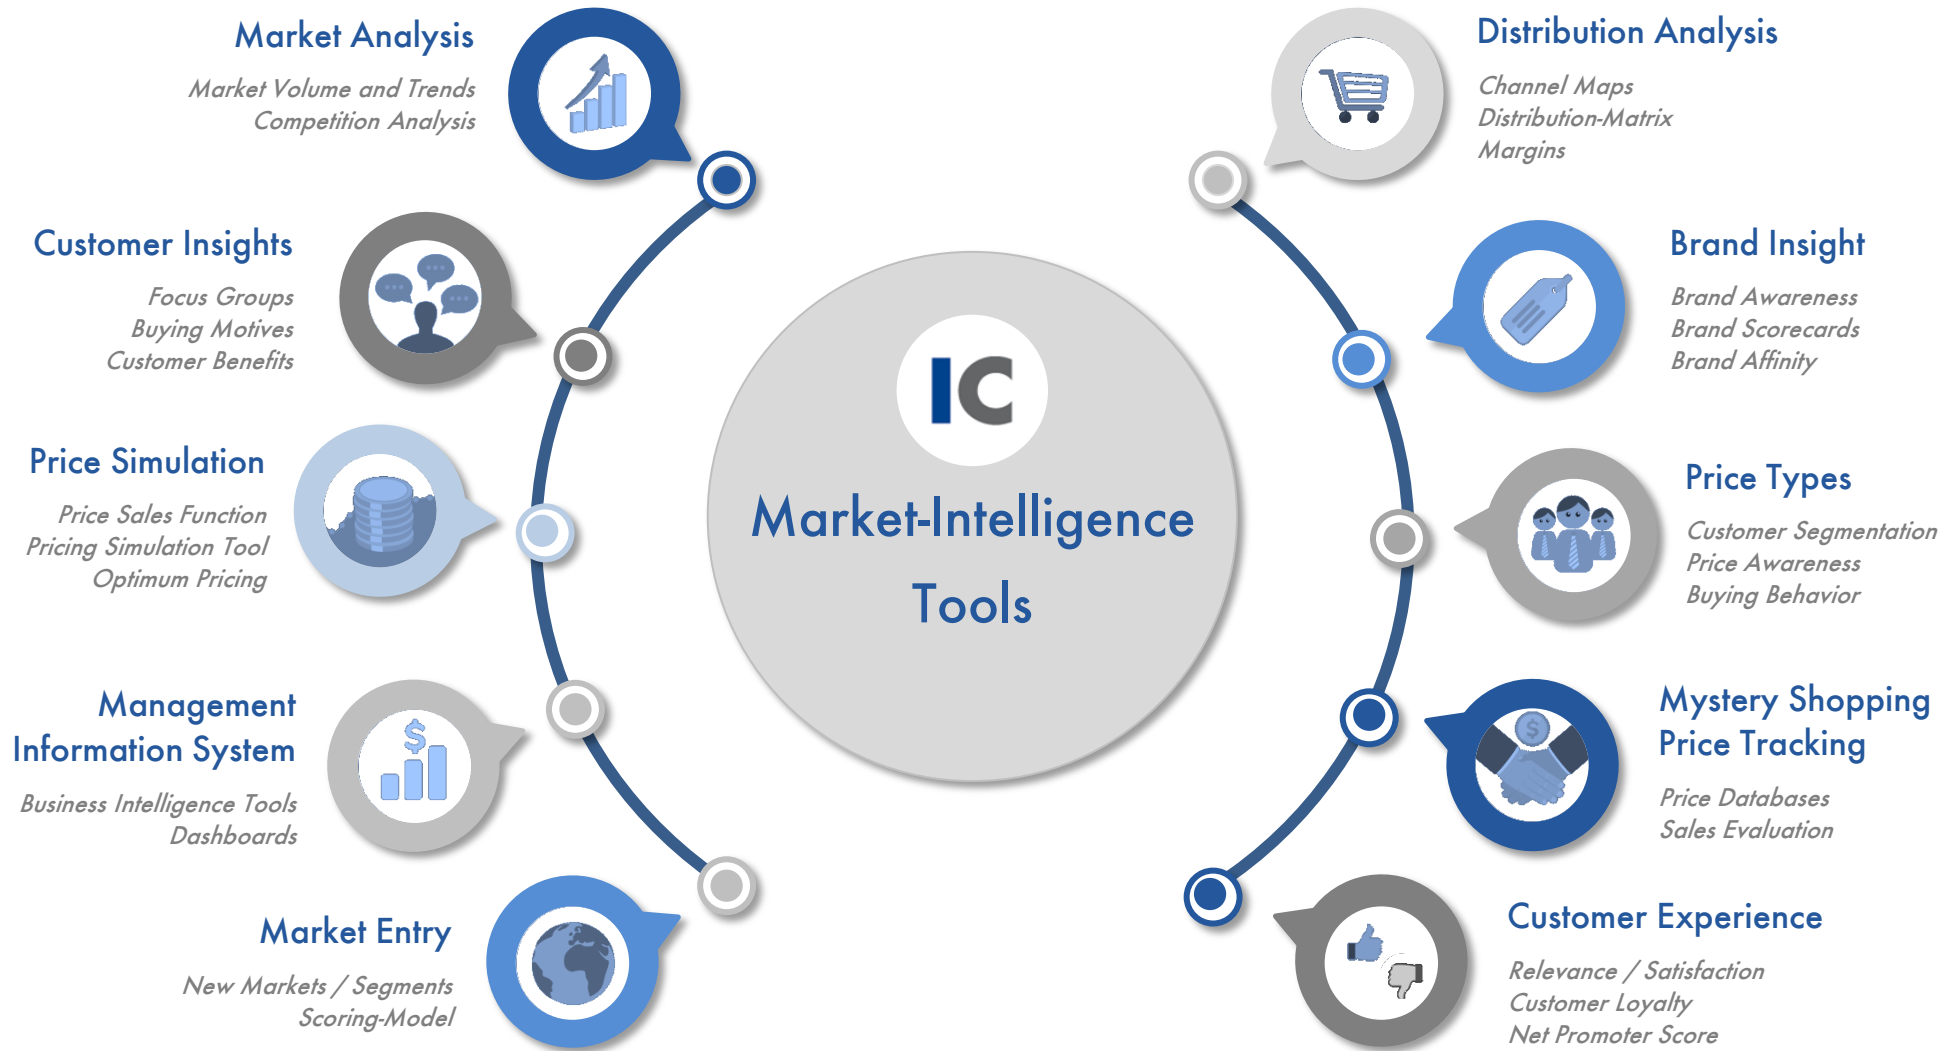 Market Analysis
Market Volume and Trends
Competition Analysis
Customer Insights
Focus Groups
Buying Motives
Customer Benefits
Price Simulation
Price Sales Function
Pricing Simulation Tool
Optimum Pricing
Management
Information System
$
Business Intelligence Tools
Dashboards
Market Entry
New Markets / Segments
Scoring-Model
IC
Market-Intelligence
Tools
Distribution Analysis
Channel Maps
Distribution-Matrix
Margins
Brand Insight
Brand Awareness
Brand Scorecards
Brand Affinity
Price Types
Customer Segmentation
Price Awareness
Buying Behavior
Mystery Shopping
Price Tracking
$
Price Databases
Sales Evaluation
Customer Experience
Relevance / Satisfaction
Customer Loyalty
Net Promoter Score